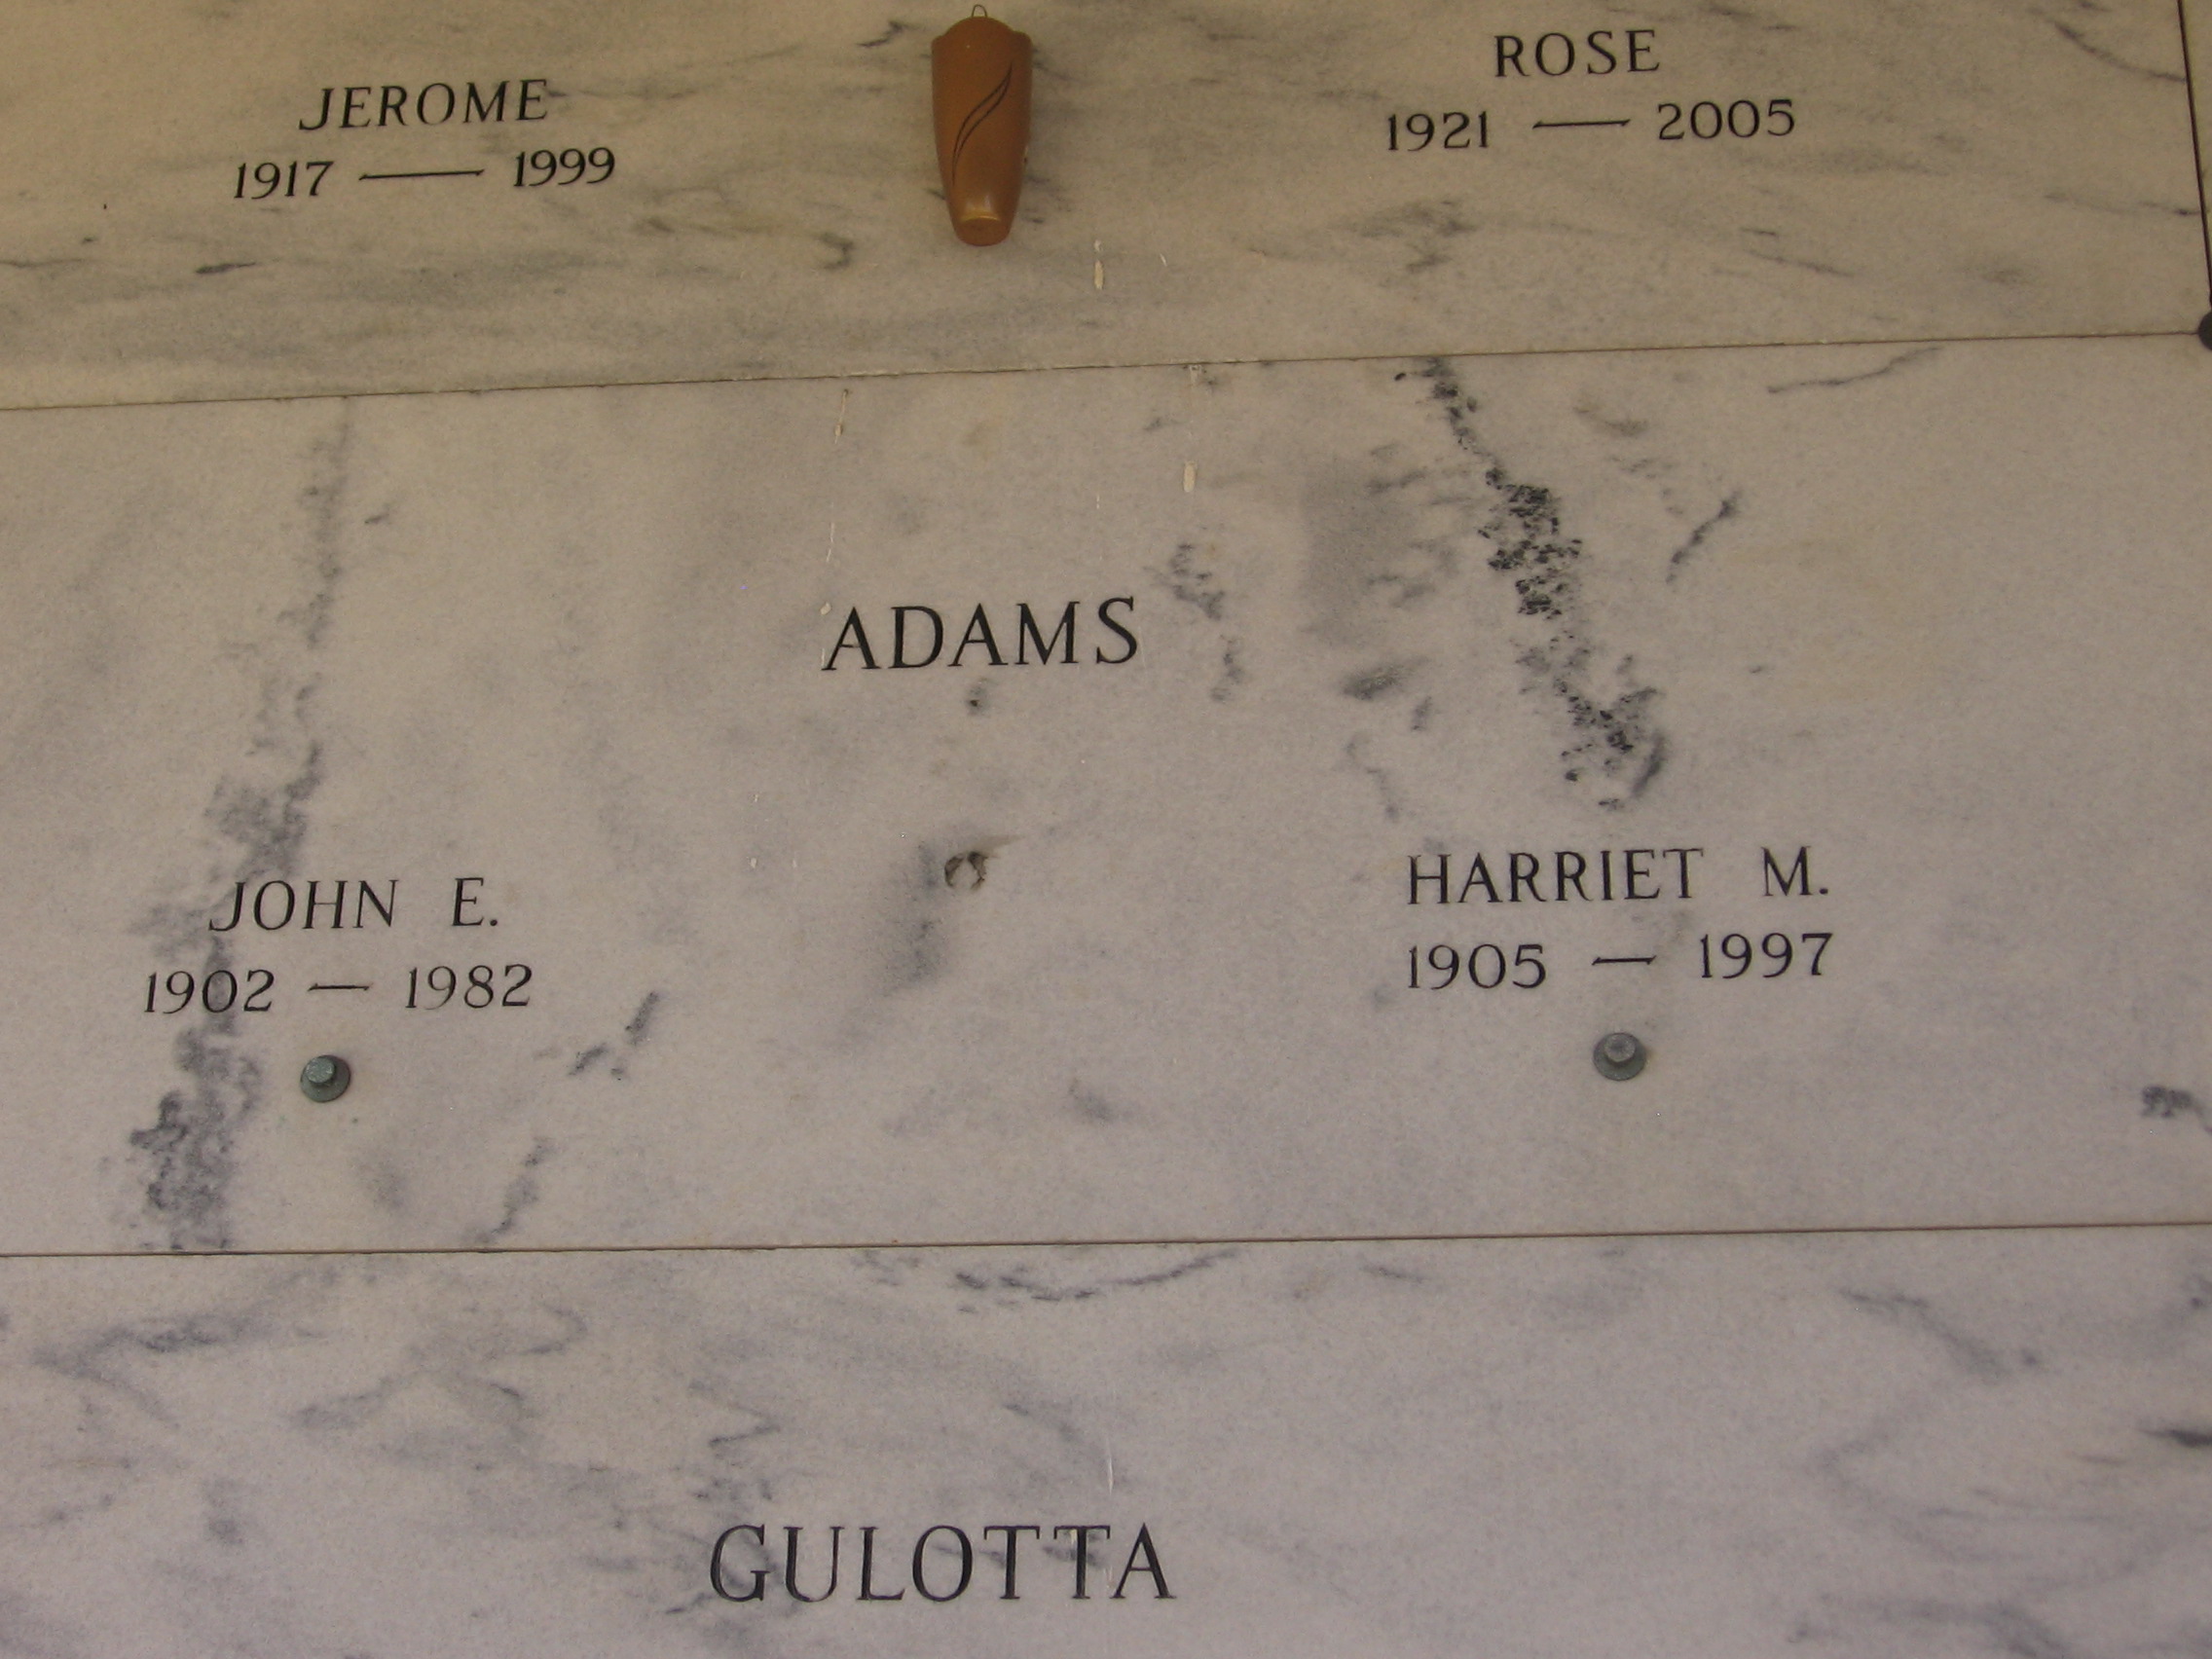 JEROME
1917 — 1999
ROSE
1921 — 2005
ADAMS
JOHN E.
1902 — 1982
HARRIET M.
1905 — 1997
GULOTTA